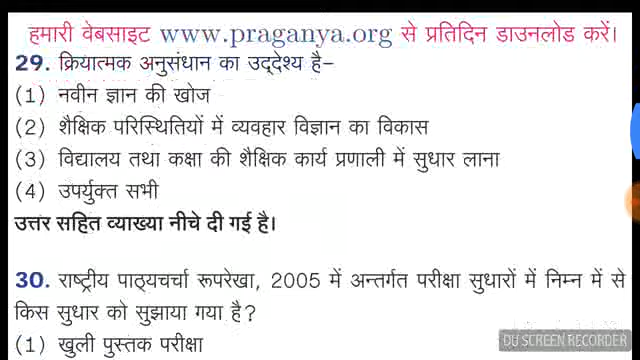 हमारी वेबसाइट www.praganya.org से प्रतिदिन डाउनलोड करें।
29. क्रियात्मक अनुसंधान का उद्देश्य है–
(1) नवीन ज्ञान की खोज
(2) शैक्षिक परिस्थितियों में व्यवहार विज्ञान का विकास
(3) विद्यालय तथा कक्षा की शैक्षिक कार्य प्रणाली में सुधार लाना
(4) उपर्युक्त सभी
उत्तर सहित व्याख्या नीचे दी गई है।
30. राष्ट्रीय पाठ्यचर्चा रूपरेखा, 2005 में अन्तर्गत परीक्षा सुधारों में निम्न में से
किस सुधार को सुझाया गया है?
(1) खुली पुस्तक परीक्षा
DU SCREEN RECORDER